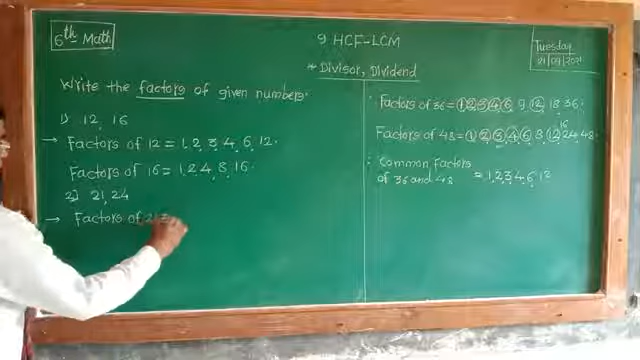 6th Math
9 HCF-LCM
Tuesday
21/09/2021
* Divisor, Dividend
Write the factors of given numbers.
1) 12, 16
→ Factors of 12 = 1, 2, 3, 4, 6, 12.
Factors of 16 = 1, 2, 4, 8, 16.
2) 21, 24
→ Factors of 21 =
Factors of 36 = 1 2 3 4 6 9 12, 18 36.
Factors of 48 = 1 2 3 4 6 8 12 16 24, 48.
Common factors
of 36 and 48 = 1, 2, 3, 4, 6, 12